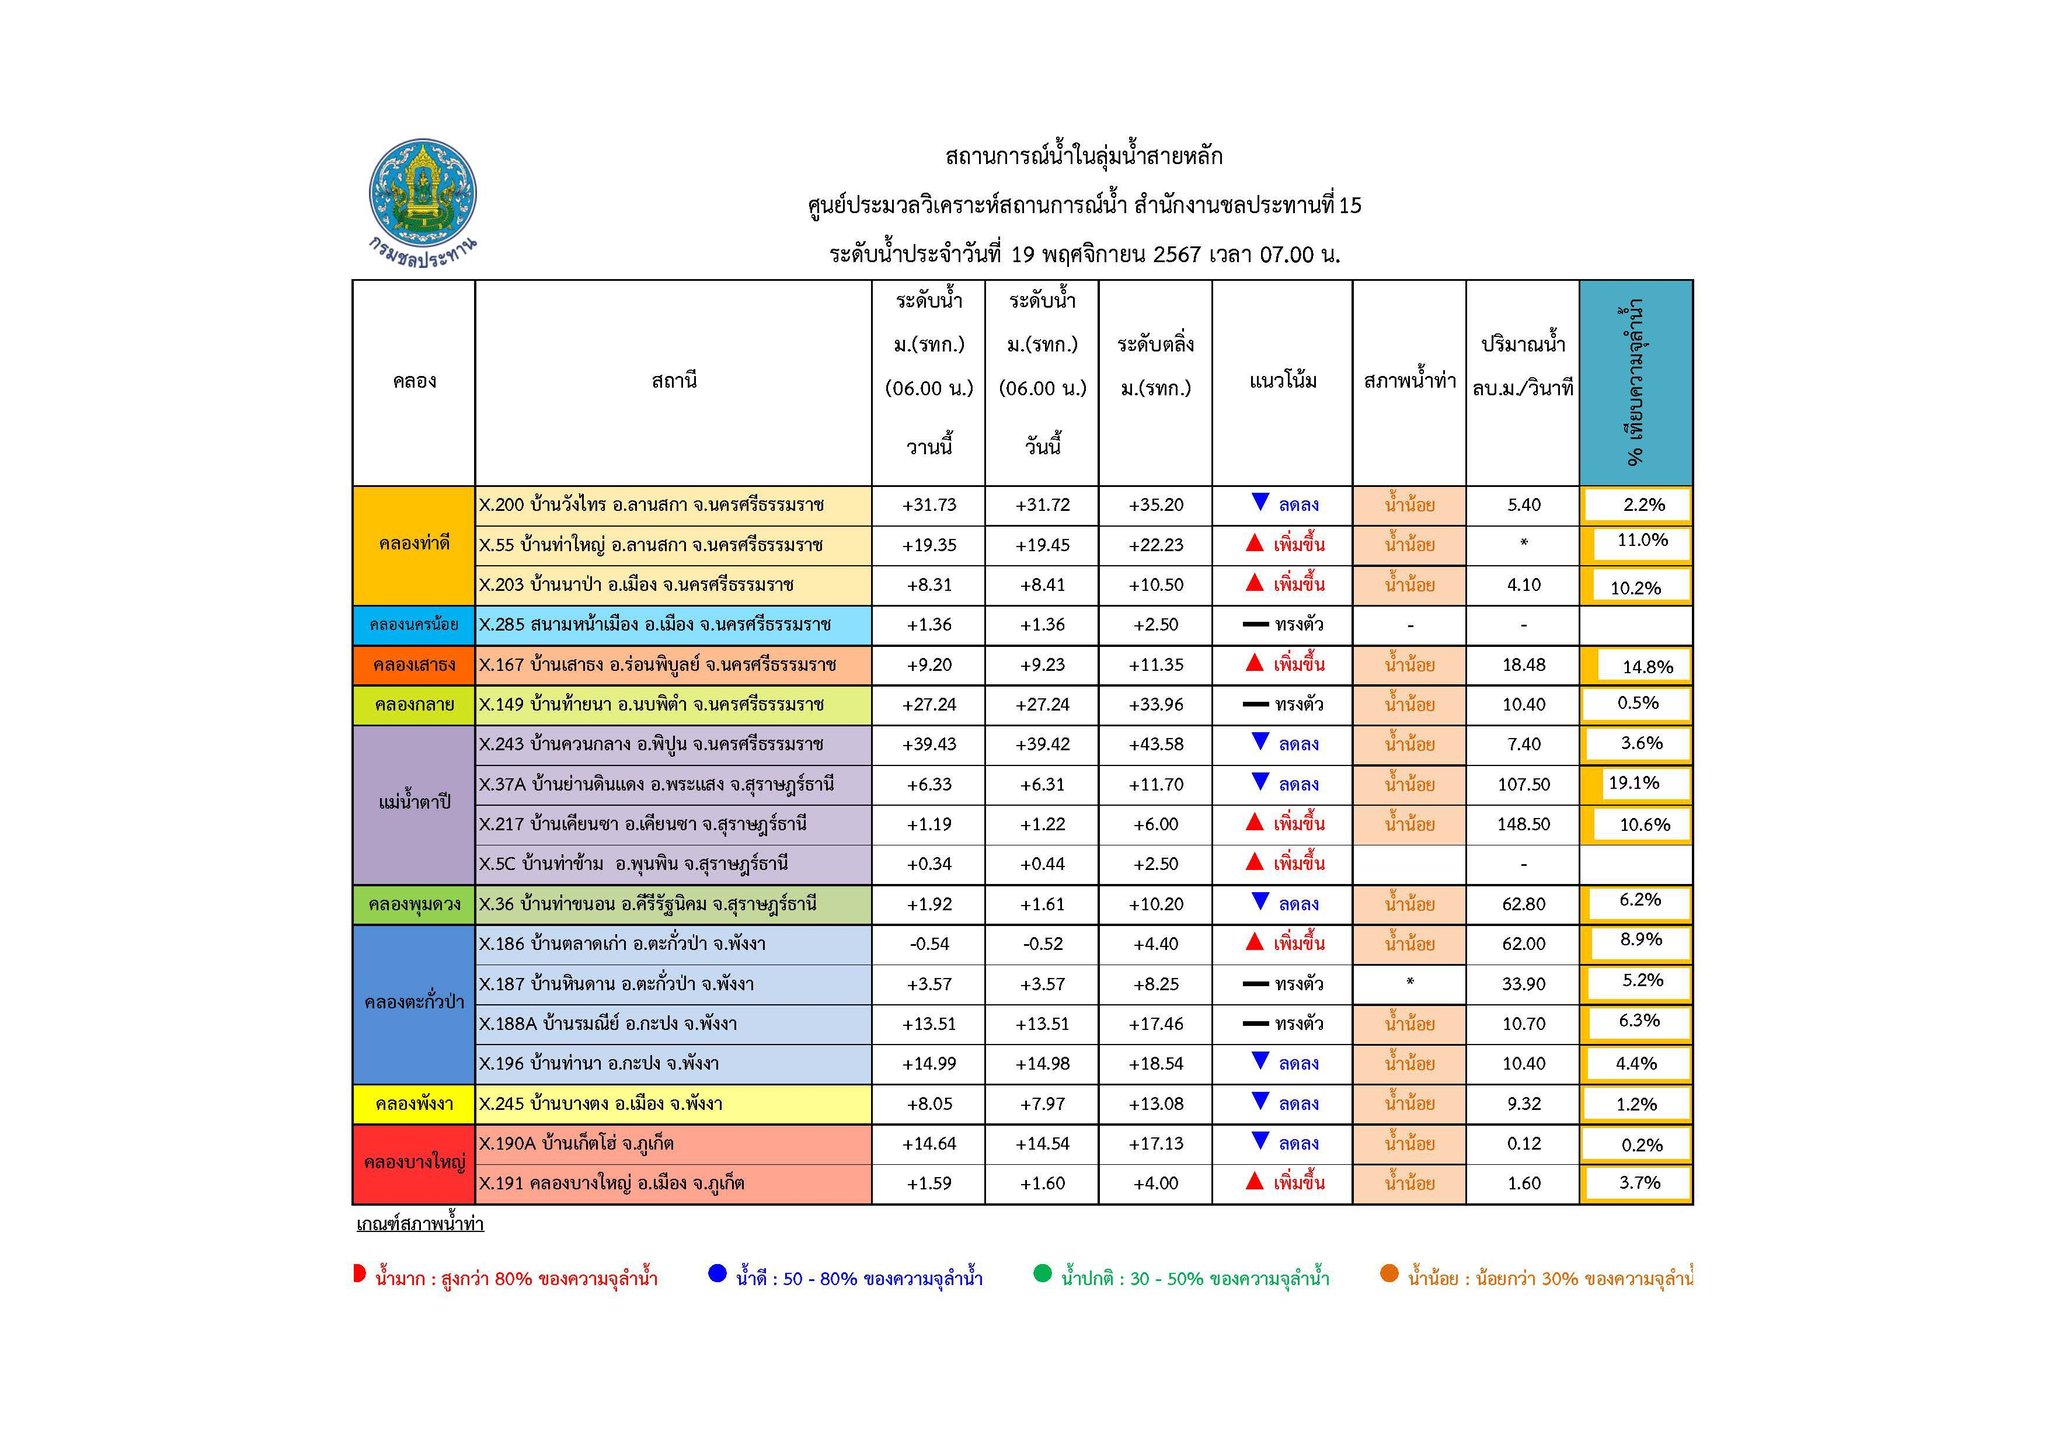 กรมชลประทาน
สถานการณ์น้ำในลุ่มน้ำสายหลัก
ศูนย์ประมวลวิเคราะห์สถานการณ์น้ำ สำนักงานชลประทานที่ 15
ระดับน้ำประจำวันที่ 19 พฤศจิกายน 2567 เวลา 07.00 น.
คลอง สถานี ระดับน้ำ ม.(รทก.) (06.00 น.) วานนี้ ระดับน้ำ ม.(รทก.) (06.00 น.) วันนี้ ระดับตลิ่ง ม.(รทก.) แนวโน้ม สภาพน้ำท่า ปริมาณน้ำ ลบ.ม./วินาที % เทียบความจุลำน้ำ
คลองท่าดี X.200 บ้านวังไทร อ.ลานสกา จ.นครศรีธรรมราช +31.73 +31.72 +35.20 ▼ ลดลง น้ำน้อย 5.40 2.2%
X.55 บ้านท่าใหญ่ อ.ลานสกา จ.นครศรีธรรมราช +19.35 +19.45 +22.23 ▲ เพิ่มขึ้น น้ำน้อย * 11.0%
X.203 บ้านนาป่า อ.เมือง จ.นครศรีธรรมราช +8.31 +8.41 +10.50 ▲ เพิ่มขึ้น น้ำน้อย 4.10 10.2%
คลองนครน้อย X.285 สนามหน้าเมือง อ.เมือง จ.นครศรีธรรมราช +1.36 +1.36 +2.50 ทรงตัว - -
คลองเสาธง X.167 บ้านเสาธง อ.ร่อนพิบูลย์ จ.นครศรีธรรมราช +9.20 +9.23 +11.35 ▲ เพิ่มขึ้น น้ำน้อย 18.48 14.8%
คลองกลาย X.149 บ้านท้ายนา อ.นบพิตำ จ.นครศรีธรรมราช +27.24 +27.24 +33.96 ทรงตัว น้ำน้อย 10.40 0.5%
แม่น้ำตาปี X.243 บ้านควนกลาง อ.พิปูน จ.นครศรีธรรมราช +39.43 +39.42 +43.58 ▼ ลดลง น้ำน้อย 7.40 3.6%
X.37A บ้านย่านดินแดง อ.พระแสง จ.สุราษฎร์ธานี +6.33 +6.31 +11.70 ▼ ลดลง น้ำน้อย 107.50 19.1%
X.217 บ้านเคียนซา อ.เคียนซา จ.สุราษฎร์ธานี +1.19 +1.22 +6.00 ▲ เพิ่มขึ้น น้ำน้อย 148.50 10.6%
X.5C บ้านท่าข้าม อ.พุนพิน จ.สุราษฎร์ธานี +0.34 +0.44 +2.50 ▲ เพิ่มขึ้น -
คลองพุมดวง X.36 บ้านท่าขนอน อ.คีรีรัฐนิคม จ.สุราษฎร์ธานี +1.92 +1.61 +10.20 ▼ ลดลง น้ำน้อย 62.80 6.2%
คลองตะกั่วป่า X.186 บ้านตลาดเก่า อ.ตะกั่วป่า จ.พังงา -0.54 -0.52 +4.40 ▲ เพิ่มขึ้น น้ำน้อย 62.00 8.9%
X.187 บ้านหินดาน อ.ตะกั่วป่า จ.พังงา +3.57 +3.57 +8.25 ทรงตัว * 33.90 5.2%
X.188A บ้านรมณีย์ อ.กะปง จ.พังงา +13.51 +13.51 +17.46 ทรงตัว น้ำน้อย 10.70 6.3%
X.196 บ้านท่านา อ.กะปง จ.พังงา +14.99 +14.98 +18.54 ▼ ลดลง น้ำน้อย 10.40 4.4%
คลองพังงา X.245 บ้านบางตง อ.เมือง จ.พังงา +8.05 +7.97 +13.08 ▼ ลดลง น้ำน้อย 9.32 1.2%
คลองบางใหญ่ X.190A บ้านเก็ตโฮ่ จ.ภูเก็ต +14.64 +14.54 +17.13 ▼ ลดลง น้ำน้อย 0.12 0.2%
X.191 คลองบางใหญ่ อ.เมือง จ.ภูเก็ต +1.59 +1.60 +4.00 ▲ เพิ่มขึ้น น้ำน้อย 1.60 3.7%
เกณฑ์สภาพน้ำท่า
น้ำมาก : สูงกว่า 80% ของความจุลำน้ำ น้ำดี : 50 - 80% ของความจุลำน้ำ น้ำปกติ : 30 - 50% ของความจุลำน้ำ น้ำน้อย : น้อยกว่า 30% ของความจุลำน้